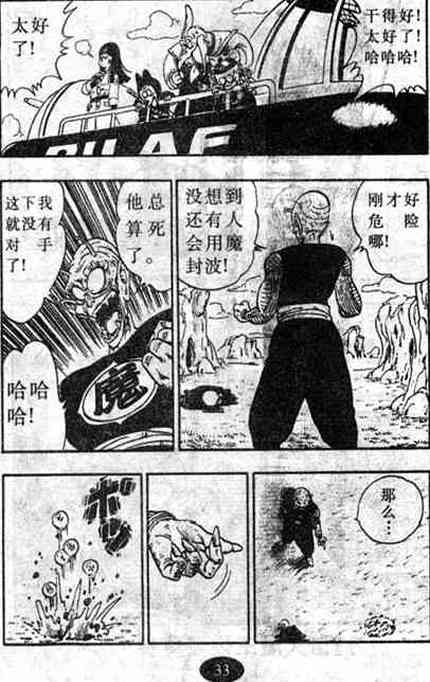 干得好!
太好了!
哈哈哈!
太好
了!
刚才好
危险
哪!
没想到
还有人
会用魔
封波!
他总
算死
了。
这下我
就没有
对手
了!
魔
哈哈
哈!
那
么…
33